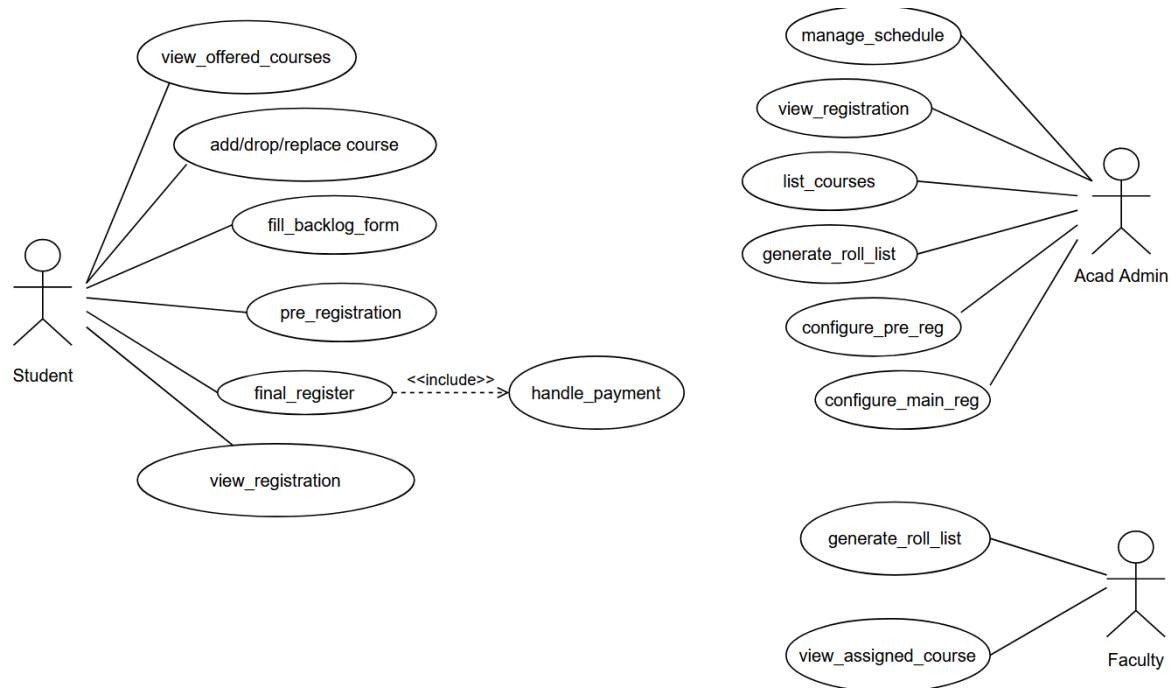 view_offered_courses
add/drop/replace course
fill_backlog_form
pre_registration
Student
final_register
<<include>>
handle_payment
view_registration
manage_schedule
view_registration
list_courses
generate_roll_list
Acad Admin
configure_pre_reg
configure_main_reg
generate_roll_list
view_assigned_course
Faculty